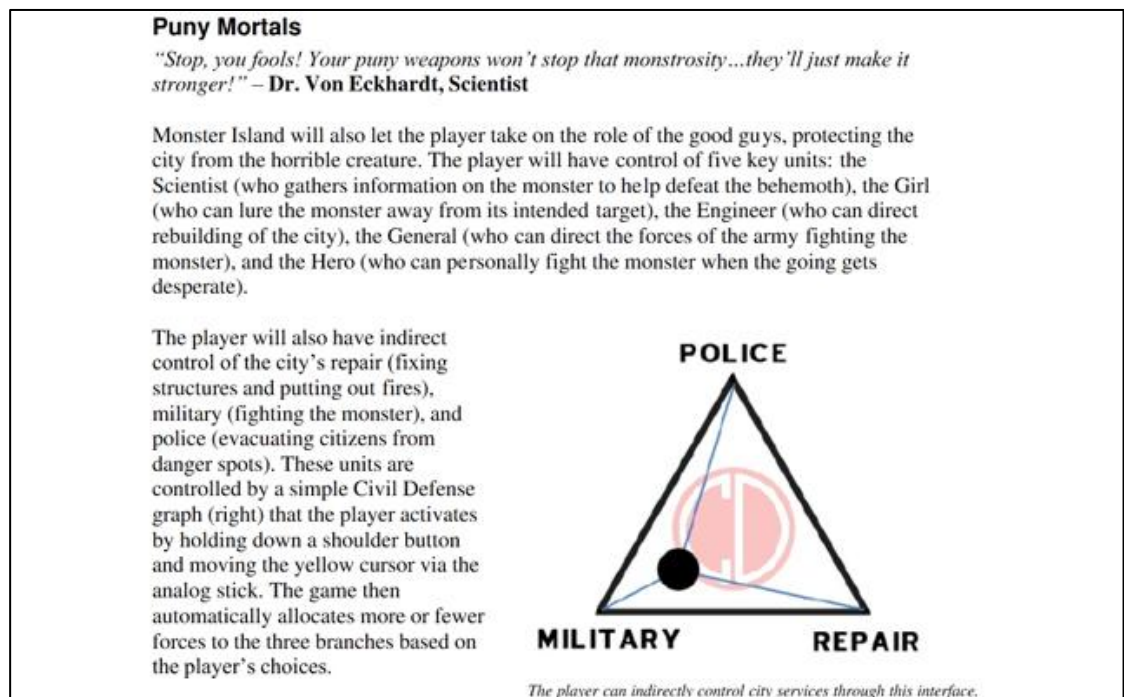 Puny Mortals
“Stop, you fools! Your puny weapons won’t stop that monstrosity…they’ll just make it
stronger!” – Dr. Von Eckhardt, Scientist
Monster Island will also let the player take on the role of the good guys, protecting the
city from the horrible creature. The player will have control of five key units: the
Scientist (who gathers information on the monster to help defeat the behemoth), the Girl
(who can lure the monster away from its intended target), the Engineer (who can direct
rebuilding of the city), the General (who can direct the forces of the army fighting the
monster), and the Hero (who can personally fight the monster when the going gets
desperate).
The player will also have indirect
control of the city’s repair (fixing
structures and putting out fires),
military (fighting the monster), and
police (evacuating citizens from
danger spots). These units are
controlled by a simple Civil Defense
graph (right) that the player activates
by holding down a shoulder button
and moving the yellow cursor via the
analog stick. The game then
automatically allocates more or fewer
forces to the three branches based on
the player’s choices.
POLICE
CD
MILITARY REPAIR
The player can indirectly control city services through this interface.